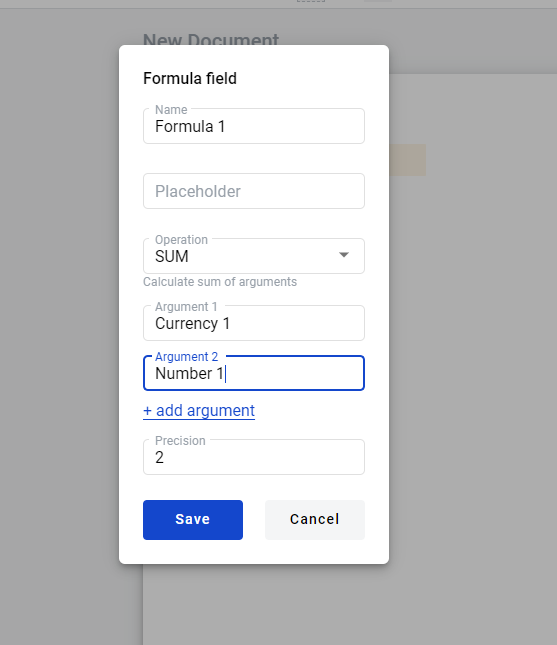 New Document
Formula field
Name
Formula 1
Placeholder
Operation
SUM
Calculate sum of arguments
Argument 1
Currency 1
Argument 2
Number 1
+ add argument
Precision
2
Save
Cancel